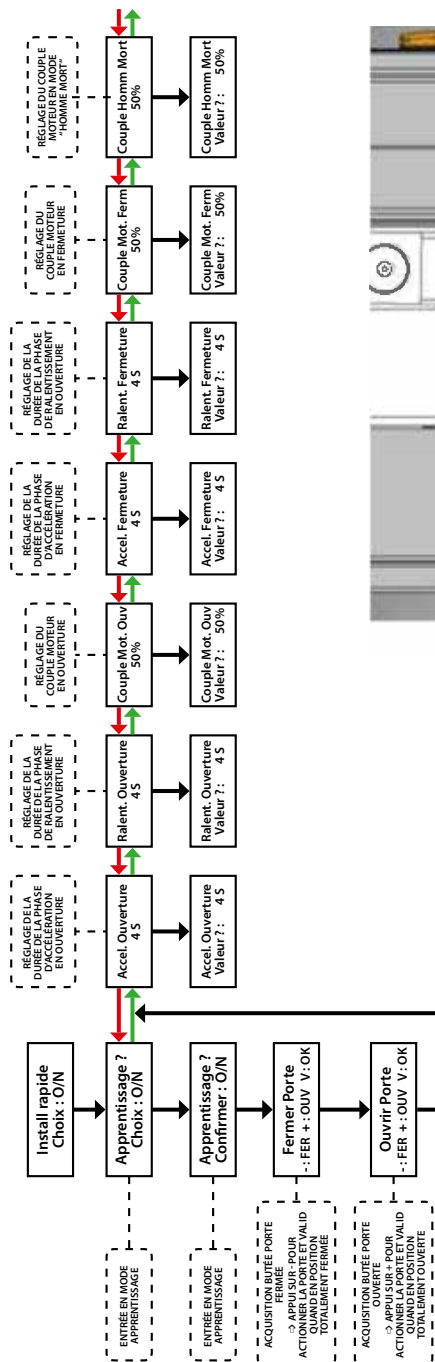 Install rapide
Choix : O/N
ENTRÉE EN MODE
APPRENTISSAGE
Apprentissage ?
Choix : O/N
ENTRÉE EN MODE
APPRENTISSAGE
Apprentissage ?
Confirmer : O/N
ACQUISITION BUTÉE PORTE
FERMÉE
⇨ APPUI SUR - POUR
ACTIONNER LA PORTE ET VALID
QUAND EN POSITION
TOTALEMENT FERMÉE
Fermer Porte
- : FER + : OUV V : OK
ACQUISITION BUTÉE PORTE
OUVERTE
⇨ APPUI SUR + POUR
ACTIONNER LA PORTE ET VALID
QUAND EN POSITION
TOTALEMENT OUVERTE
Ouvrir Porte
- : FER + : OUV V : OK
RÉGLAGE DE LA
DURÉE DE LA PHASE
D'ACCÉLÉRATION
EN OUVERTURE
Accel. Ouverture
4 S
Accel. Ouverture
Valeur ? : 4 S
RÉGLAGE DE LA
DURÉE DE LA PHASE
DE RALENTISSEMENT
EN OUVERTURE
Ralent. Ouverture
4 S
Ralent. Ouverture
Valeur ? : 4 S
RÉGLAGE DU
COUPLE MOTEUR
EN OUVERTURE
Couple Mot. Ouv
50%
Couple Mot. Ouv
Valeur ? : 50%
RÉGLAGE DE LA
DURÉE DE LA PHASE
D'ACCÉLÉRATION
EN FERMETURE
Accel. Fermeture
4 S
Accel. Fermeture
Valeur ? : 4 S
RÉGLAGE DE LA
DURÉE DE LA PHASE
DE RALENTISSEMENT
EN OUVERTURE
Ralent. Fermeture
4 S
Ralent. Fermeture
Valeur ? : 4 S
RÉGLAGE DU
COUPLE MOTEUR
EN FERMETURE
Couple Mot. Ferm
50%
Couple Mot. Ferm
Valeur ? : 50%
RÉGLAGE DU COUPLE
MOTEUR EN MODE
"HOMME MORT"
Couple Homm Mort
50%
Couple Homm Mort
Valeur ? : 50%